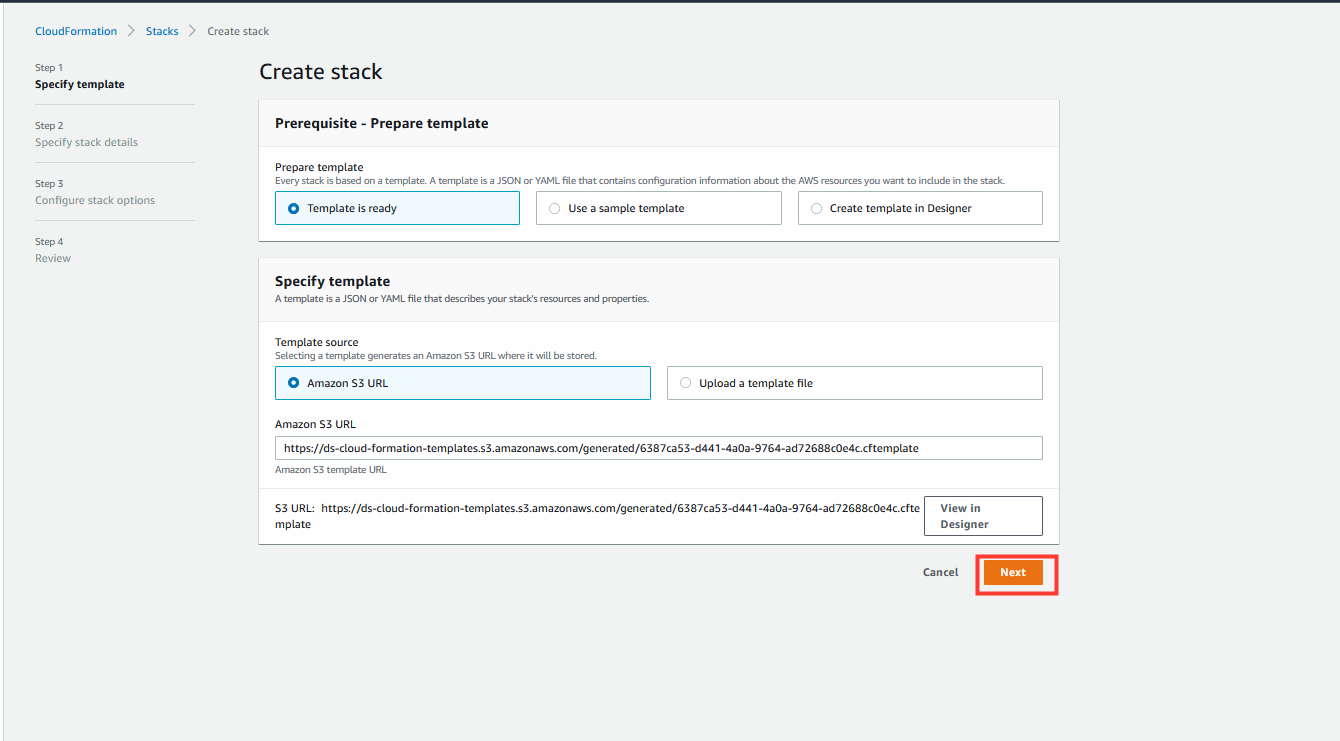 CloudFormation > Stacks > Create stack
Step 1
Specify template
Step 2
Specify stack details
Step 3
Configure stack options
Step 4
Review
Create stack
Prerequisite - Prepare template
Prepare template
Every stack is based on a template. A template is a JSON or YAML file that contains configuration information about the AWS resources you want to include in the stack.
Template is ready
Use a sample template
Create template in Designer
Specify template
A template is a JSON or YAML file that describes your stack's resources and properties.
Template source
Selecting a template generates an Amazon S3 URL where it will be stored.
Amazon S3 URL
Upload a template file
Amazon S3 URL
https://ds-cloud-formation-templates.s3.amazonaws.com/generated/6387ca53-d441-4a0a-9764-ad72688c0e4c.cftemplate
Amazon S3 template URL
S3 URL: https://ds-cloud-formation-templates.s3.amazonaws.com/generated/6387ca53-d441-4a0a-9764-ad72688c0e4c.cfte
mplate
View in
Designer
Cancel
Next